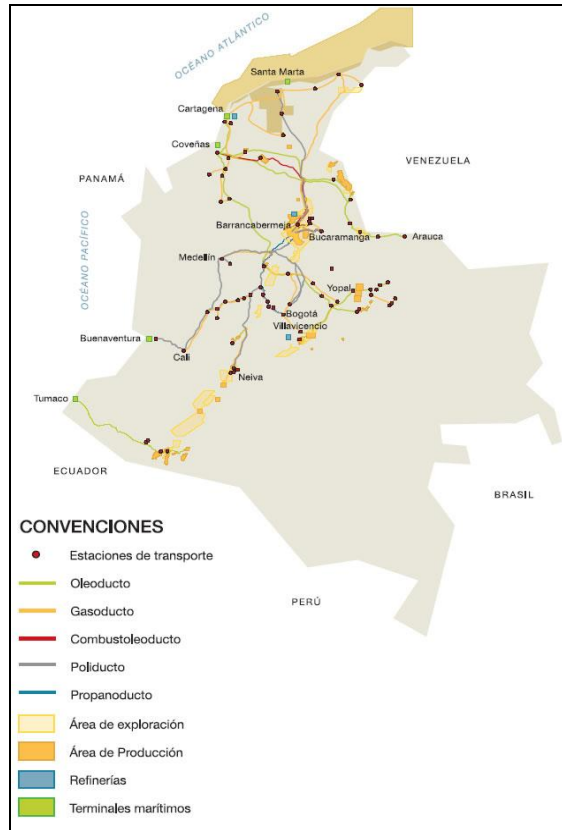 OCÉANO ATLÁNTICO
Santa Marta
Cartagena
Coveñas
VENEZUELA
PANAMÁ
Barrancabermeja
Bucaramanga
Arauca
OCÉANO PACÍFICO
Medellín
Yopal
Bogotá
Villavicencio
Buenaventura
Cali
Neiva
Tumaco
ECUADOR
BRASIL
CONVENCIONES
Estaciones de transporte
Oleoducto
PERÚ
Gasoducto
Combustoleoducto
Poliducto
Propanoducto
Área de exploración
Área de Producción
Refinerías
Terminales marítimos